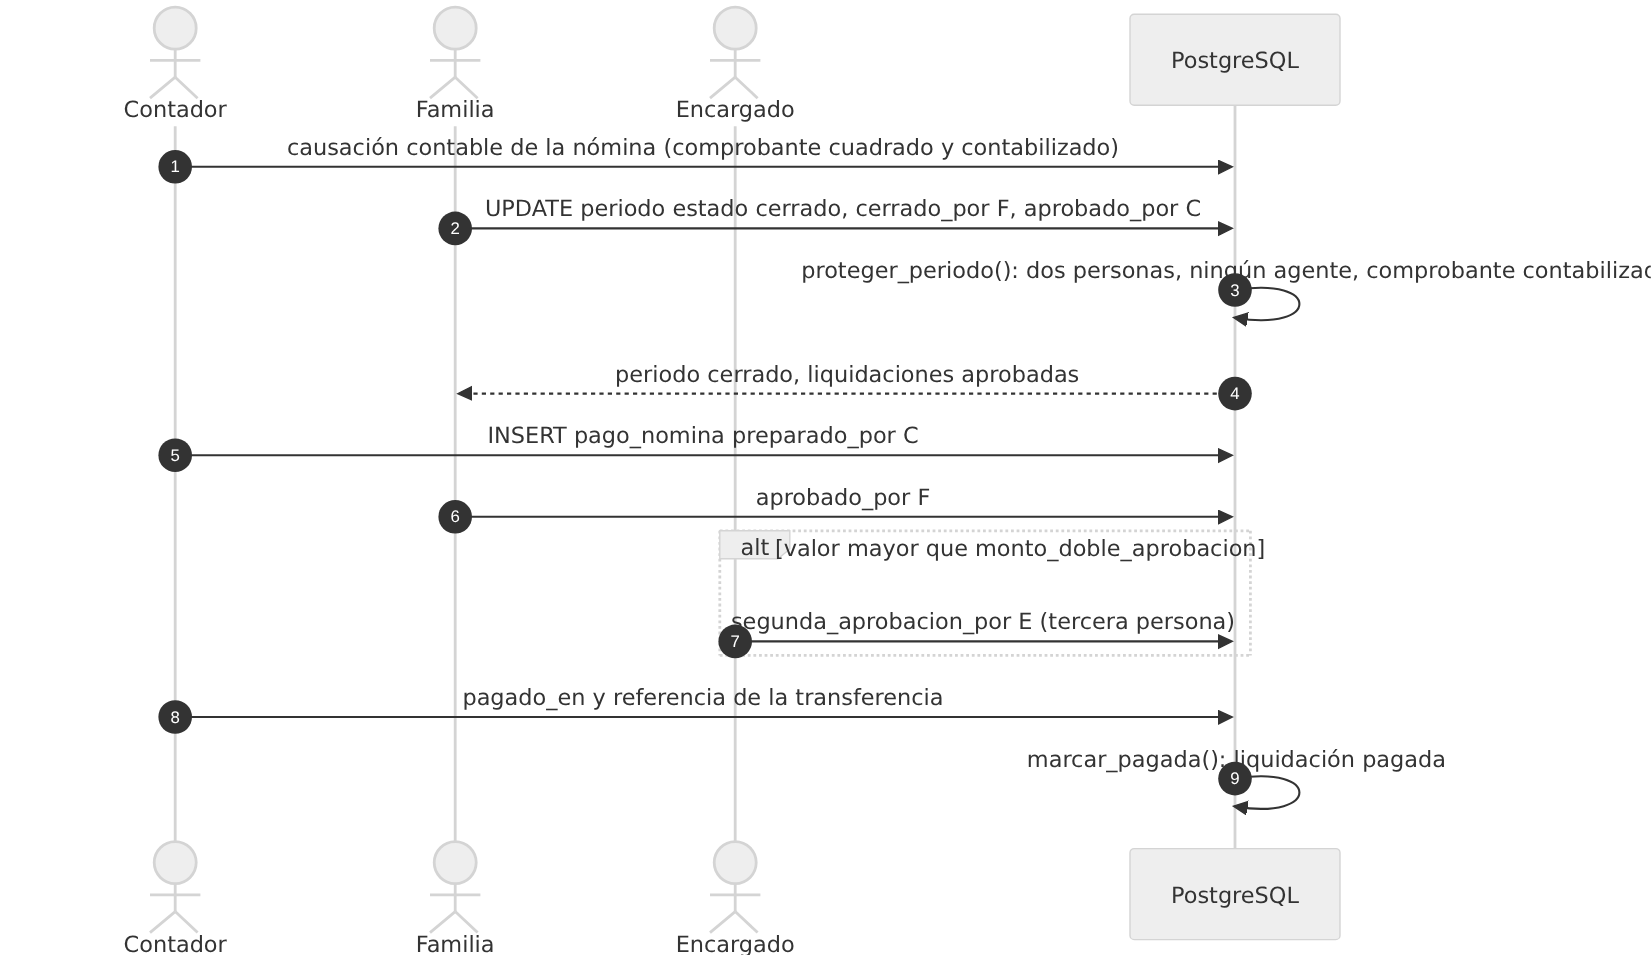 Contador Familia Encargado PostgreSQL
causación contable de la nómina (comprobante cuadrado y contabilizado)
1
UPDATE periodo estado cerrado, cerrado_por F, aprobado_por C
2
proteger_periodo(): dos personas, ningún agente, comprobante
3
periodo cerrado, liquidaciones aprobadas
4
INSERT pago_nomina preparado_por C
5
aprobado_por F
6
alt [valor mayor que monto_doble_aprobacion]
segunda_aprobacion_por E (tercera persona)
7
pagado_en y referencia de la transferencia
8
marcar_pagada(): liquidación pagada
9
Contador Familia Encargado PostgreSQL